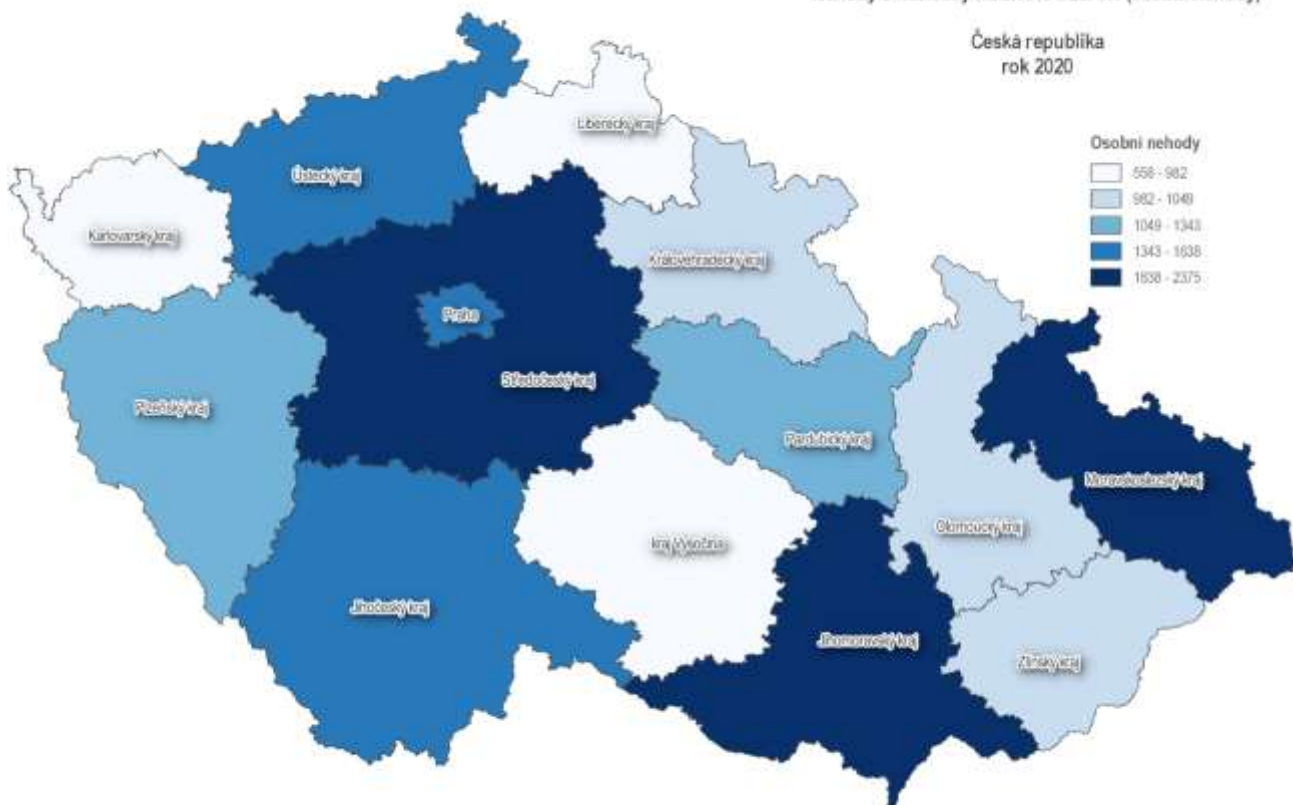 Česká republika
rok 2020
Osobní nehody
558 - 982
982 - 1049
1049 - 1343
1343 - 1638
1638 - 2375
Liberecký kraj
Ústecký kraj
Karlovarský kraj
Královéhradecký kraj
Praha
Středočeský kraj
Plzeňský kraj
Pardubický kraj
Moravskoslezský kraj
Olomoucký kraj
kraj Vysočina
Jihočeský kraj
Jihomoravský kraj
Zlínský kraj